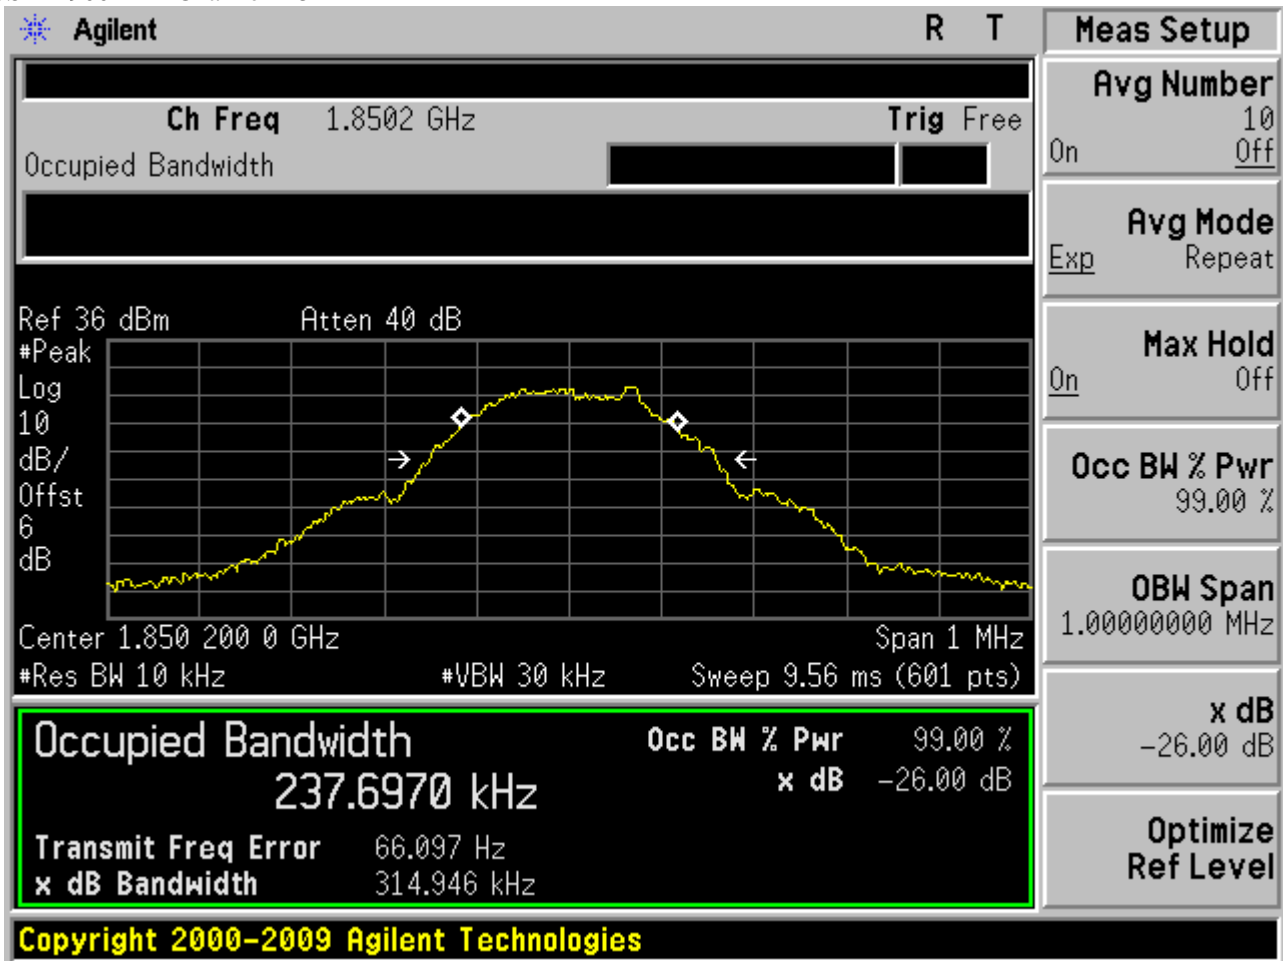 Agilent R T
Ch Freq 1.8502 GHz Trig Free
Occupied Bandwidth
Ref 36 dBm Atten 40 dB
#Peak
Log
10
dB/
Offst
6
dB
Center 1.850 200 0 GHz Span 1 MHz
#Res BW 10 kHz #VBW 30 kHz Sweep 9.56 ms (601 pts)
Occupied Bandwidth Occ BW % Pwr 99.00 %
237.6970 kHz x dB -26.00 dB
Transmit Freq Error 66.097 Hz
x dB Bandwidth 314.946 kHz
Copyright 2000-2009 Agilent Technologies
Meas Setup
Avg Number
10
On Off
Avg Mode
Exp Repeat
Max Hold
On Off
Occ BW % Pwr
99.00 %
OBW Span
1.00000000 MHz
x dB
-26.00 dB
Optimize
Ref Level